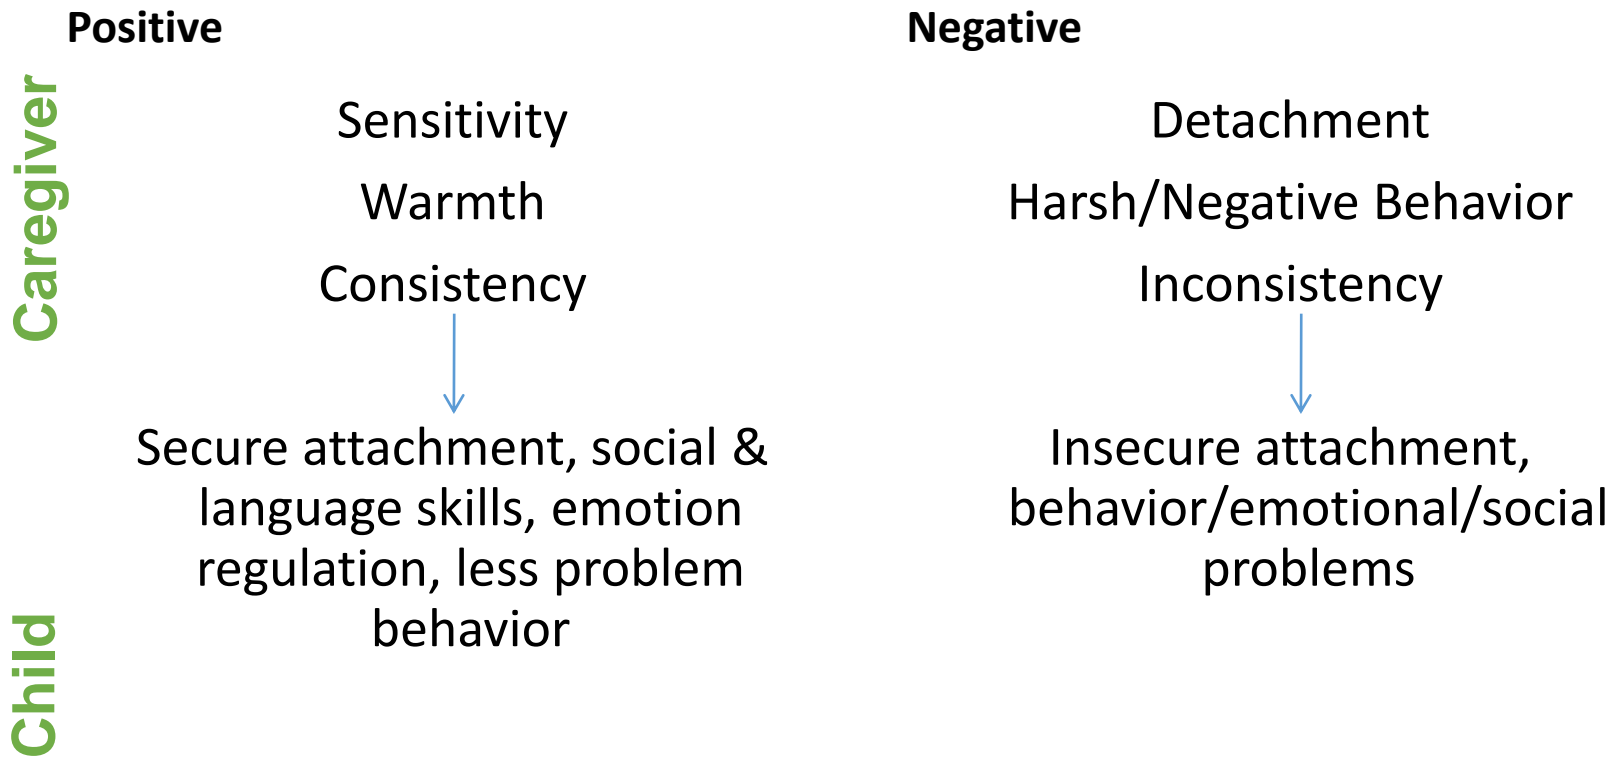 Positive
Negative
Caregiver
Sensitivity
Warmth
Consistency
Detachment
Harsh/Negative Behavior
Inconsistency
Child
Secure attachment, social &
language skills, emotion
regulation, less problem
behavior
Insecure attachment,
behavior/emotional/social
problems